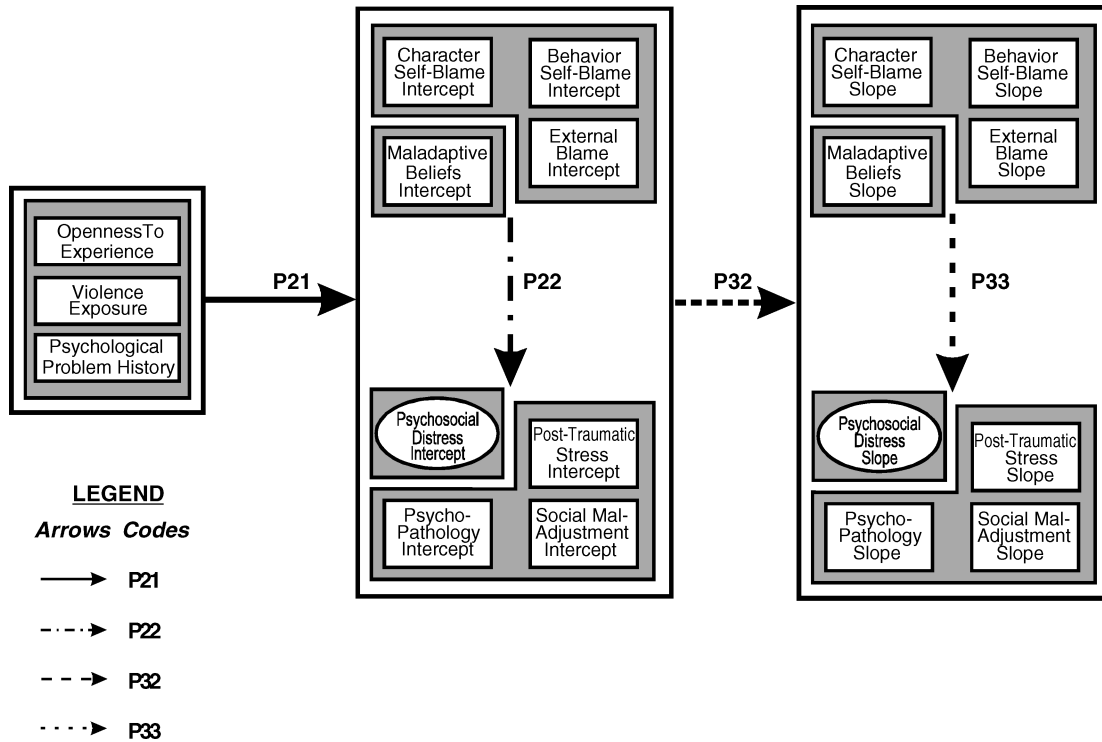 OpennessTo
Experience
Violence
Exposure
Psychological
Problem History
P21
Character
Self-Blame
Intercept
Behavior
Self-Blame
Intercept
Maladaptive
Beliefs
Intercept
External
Blame
Intercept
P22
Psychosocial
Distress
Intercept
Post-Traumatic
Stress
Intercept
Psycho-
Pathology
Intercept
Social Mal-
Adjustment
Intercept
P32
Character
Self-Blame
Slope
Behavior
Self-Blame
Slope
Maladaptive
Beliefs
Slope
External
Blame
Slope
P33
Psychosocial
Distress
Slope
Post-Traumatic
Stress
Slope
Psycho-
Pathology
Slope
Social Mal-
Adjustment
Slope
LEGEND
Arrows Codes
P21
P22
P32
P33